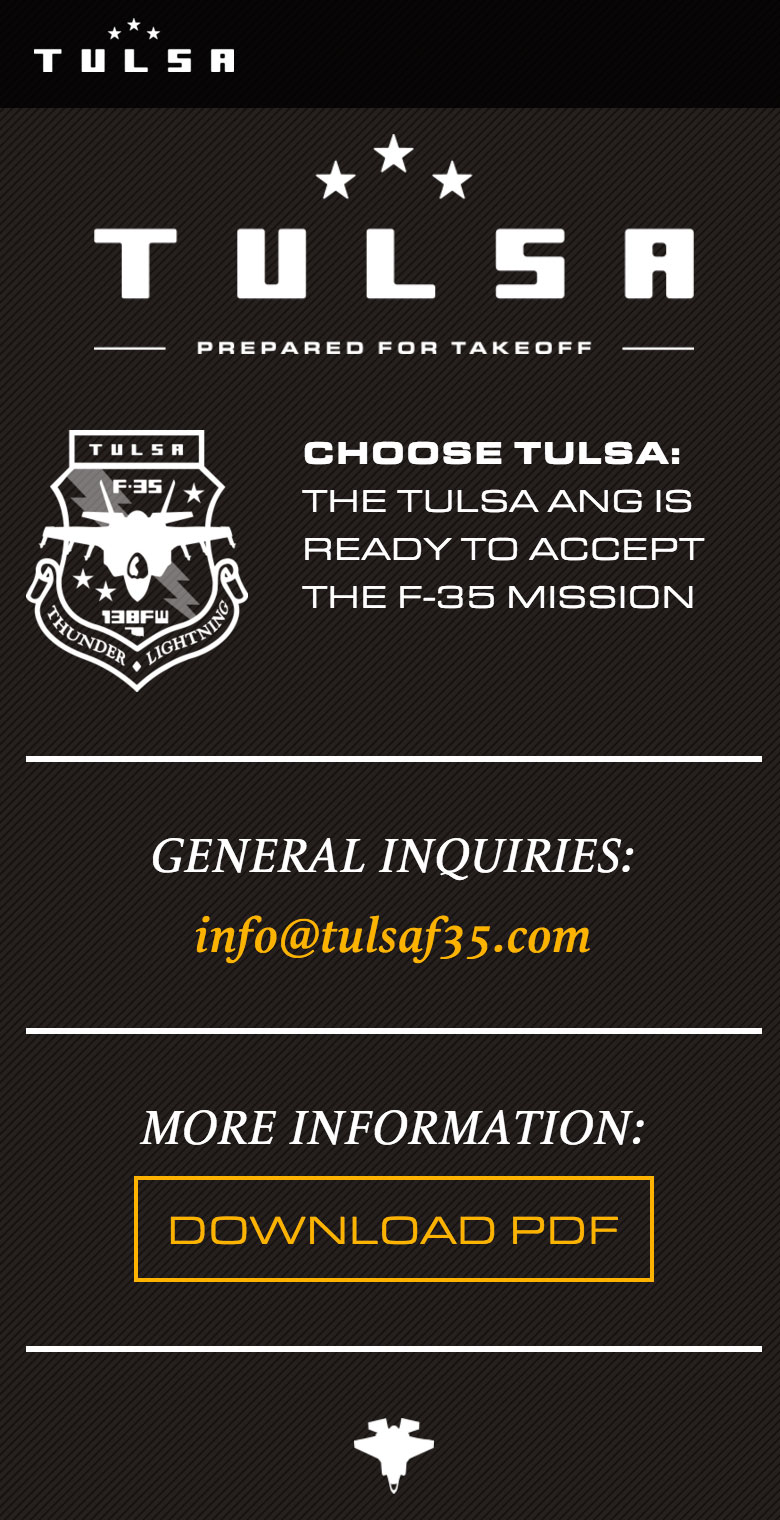 TULSA
TULSA
PREPARED FOR TAKEOFF
TULSA
F-35
138FW
THUNDER ♦ LIGHTNING
CHOOSE TULSA:
THE TULSA ANG IS
READY TO ACCEPT
THE F-35 MISSION
GENERAL INQUIRIES:
info@tulsaf35.com
MORE INFORMATION:
DOWNLOAD PDF